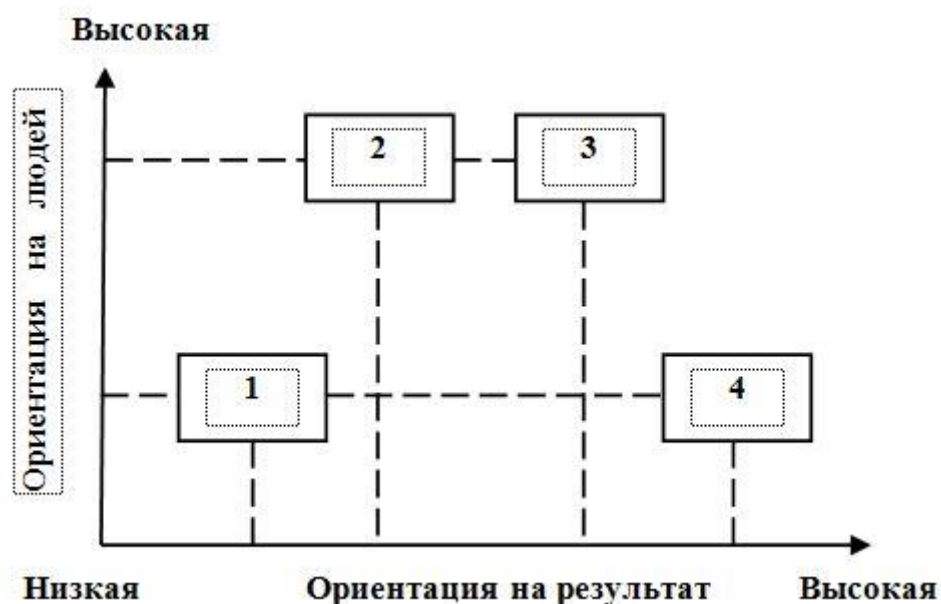 Высокая
Ориентация на людей
2
3
1
4
Низкая
Ориентация на результат
Высокая